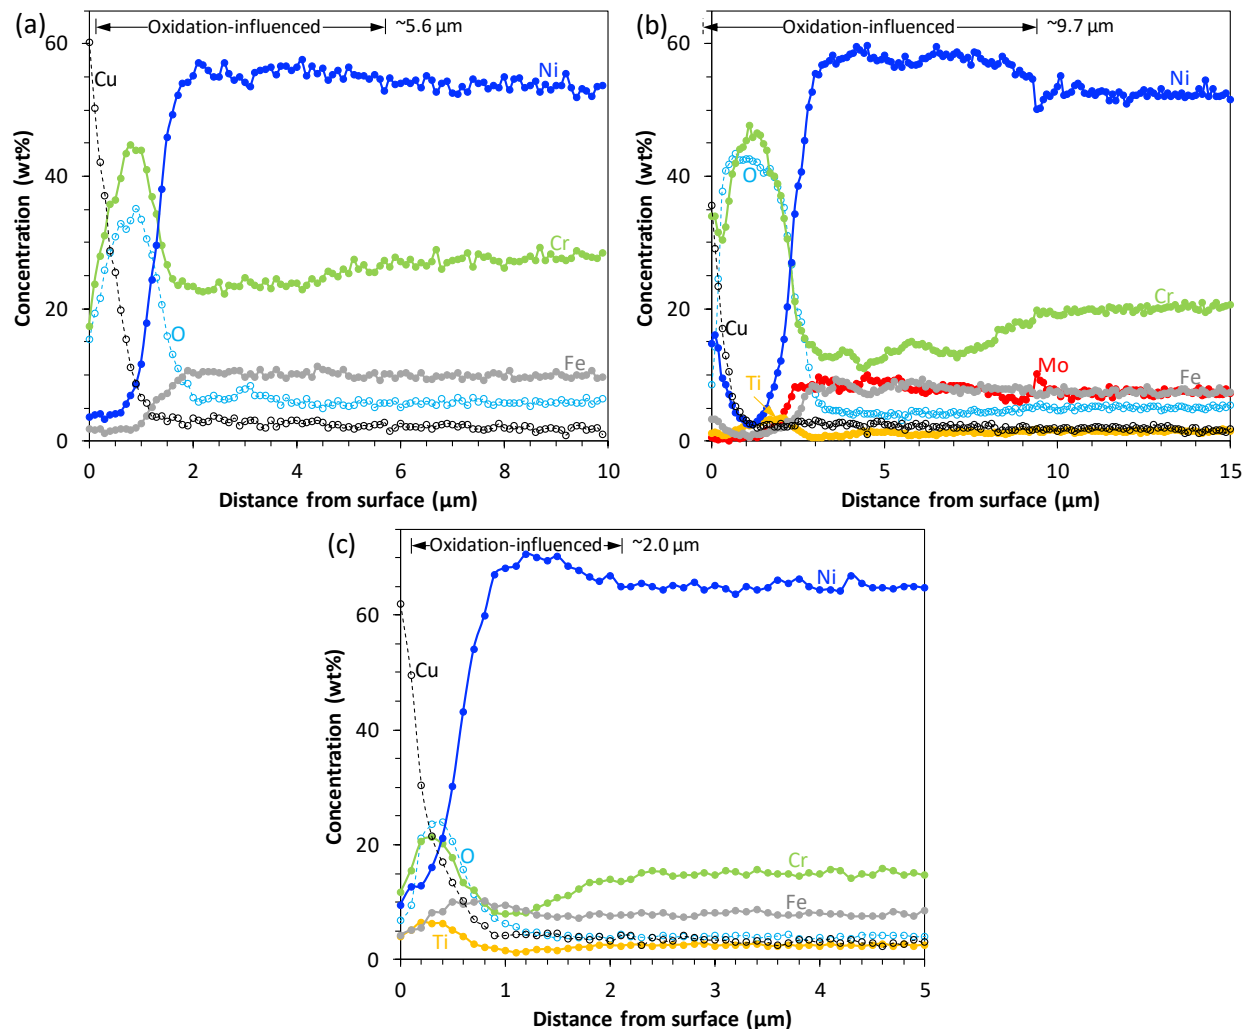 (a)
Oxidation-influenced
~5.6 µm
60
40
20
0
Concentration (wt%)
Cu
Ni
Cr
O
Fe
0 2 4 6 8 10
Distance from surface (µm)
(b)
Oxidation-influenced
~9.7 µm
60
40
20
0
Concentration (wt%)
Ni
O
Cu
Cr
Ti
Mo
Fe
0 5 10 15
Distance from surface (µm)
(c)
Oxidation-influenced
~2.0 µm
60
40
20
0
Concentration (wt%)
Ni
Cu
O
Cr
Fe
Ti
0 1 2 3 4 5
Distance from surface (µm)